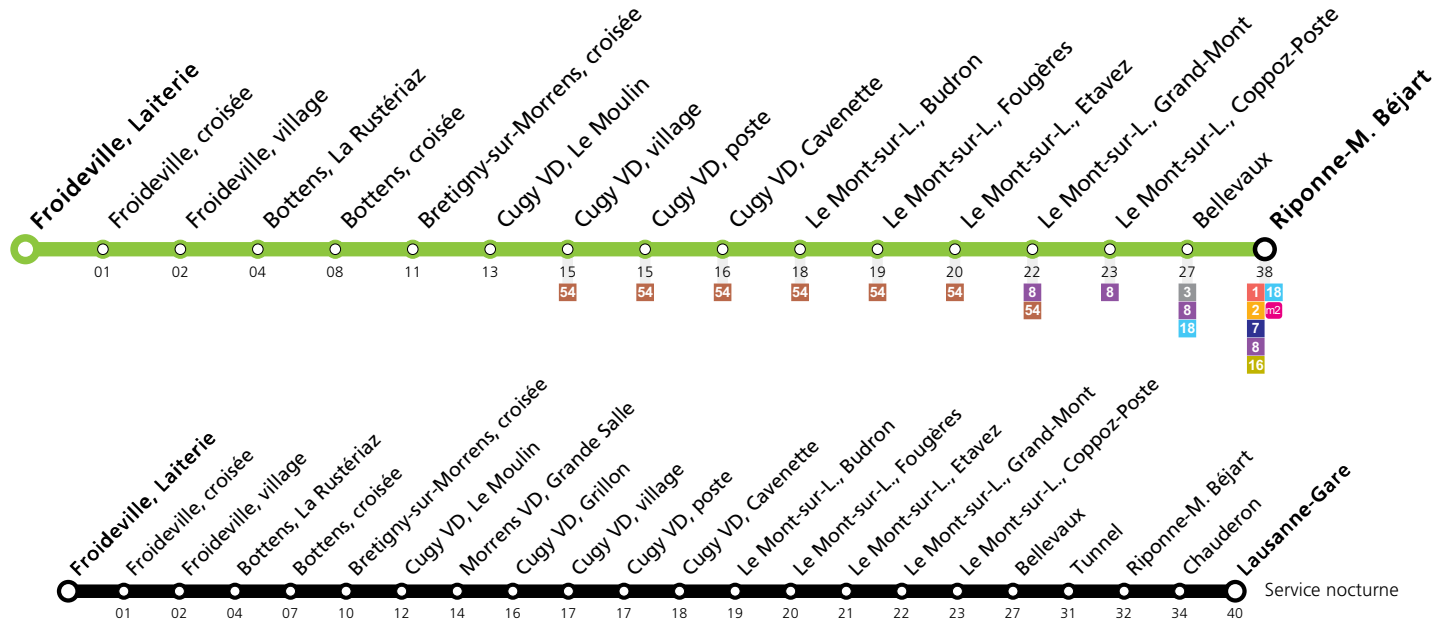 Froideville, Laiterie
Froideville, croisée
Froideville, village
Bottens, La Rustériaz
Bottens, croisée
Bretigny-sur-Morrens, croisée
Cugy VD, Le Moulin
Cugy VD, village
Cugy VD, poste
Cugy VD, Cavenette
Le Mont-sur-L., Budron
Le Mont-sur-L., Fougères
Le Mont-sur-L., Etavez
Le Mont-sur-L., Grand-Mont
Le Mont-sur-L., Coppoz-Poste
Bellevaux
Riponne-M. Béjart
01 02 04 08 11 13 15 15 16 18 19 20 22 23 27 38
54 54 54 54 54 54 8 8 3 1 18
54 8 2 m2
18 7
8
16
Froideville, Laiterie
Froideville, croisée
Froideville, village
Bottens, La Rustériaz
Bottens, croisée
Bretigny-sur-Morrens, croisée
Cugy VD, Le Moulin
Morrens VD, Grande Salle
Cugy VD, Grillon
Cugy VD, village
Cugy VD, poste
Cugy VD, Cavenette
Le Mont-sur-L., Budron
Le Mont-sur-L., Fougères
Le Mont-sur-L., Etavez
Le Mont-sur-L., Grand-Mont
Le Mont-sur-L., Coppoz-Poste
Bellevaux
Tunnel
Riponne-M. Béjart
Chauderon
Lausanne-Gare
Service nocturne
01 02 04 07 10 12 14 16 17 17 18 19 20 21 22 23 27 31 32 34 40